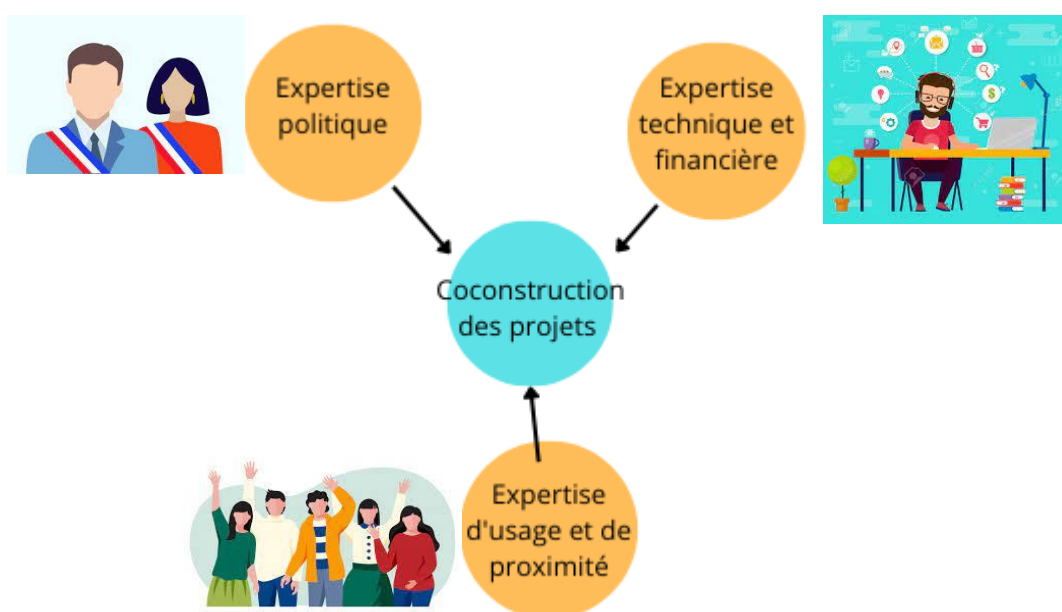 Expertise
politique
Expertise
technique et
financière
Coconstruction
des projets
Expertise
d'usage et de
proximité